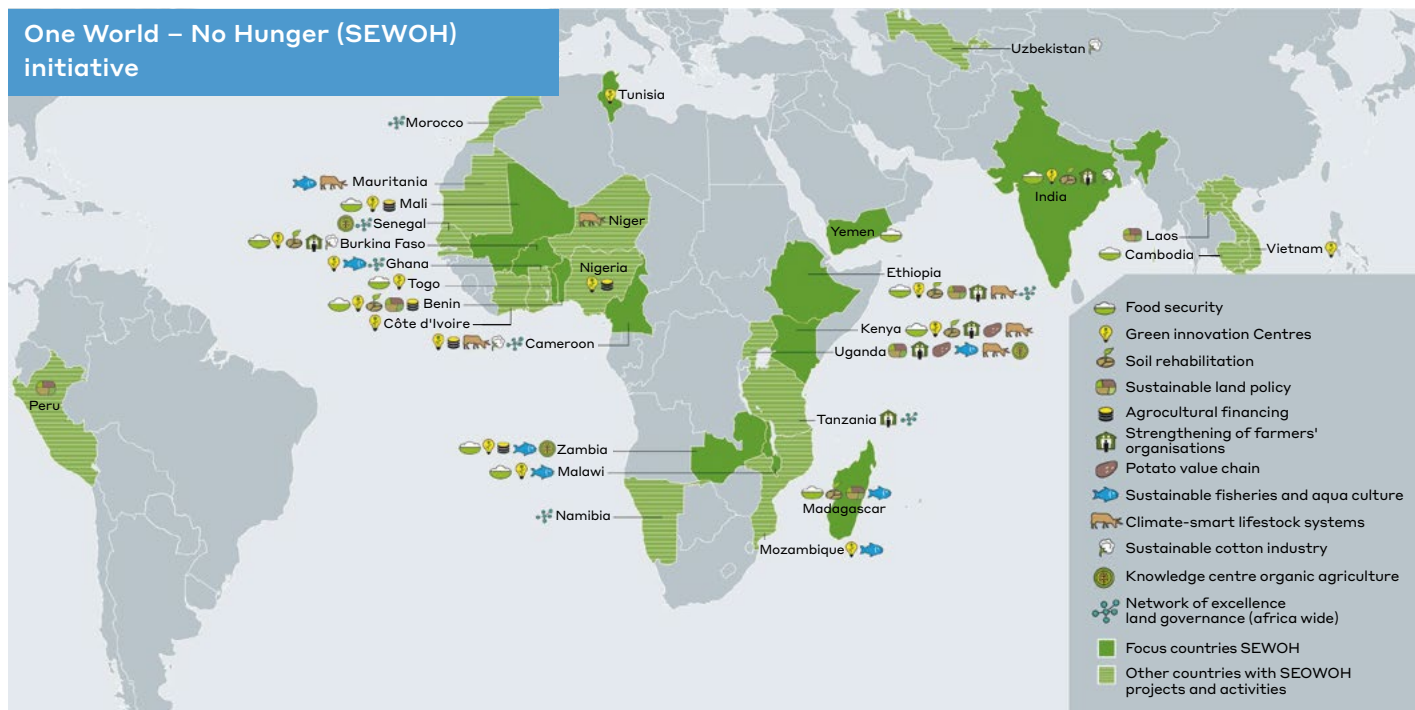 One World – No Hunger (SEWOH)
initiative
Uzbekistan
Tunisia
Morocco
Mauritania
Mali
Senegal
Niger
Burkina Faso
Ghana
Nigeria
Togo
Benin
Côte d'Ivoire
Cameroon
India
Yemen
Laos
Cambodia
Vietnam
Ethiopia
Kenya
Uganda
Peru
Tanzania
Zambia
Malawi
Madagascar
Namibia
Mozambique
Food security
Green innovation Centres
Soil rehabilitation
Sustainable land policy
Agrocultural financing
Strengthening of farmers'
organisations
Potato value chain
Sustainable fisheries and aqua culture
Climate-smart lifestock systems
Sustainable cotton industry
Knowledge centre organic agriculture
Network of excellence
land governance (africa wide)
Focus countries SEWOH
Other countries with SEOWOH
projects and activities